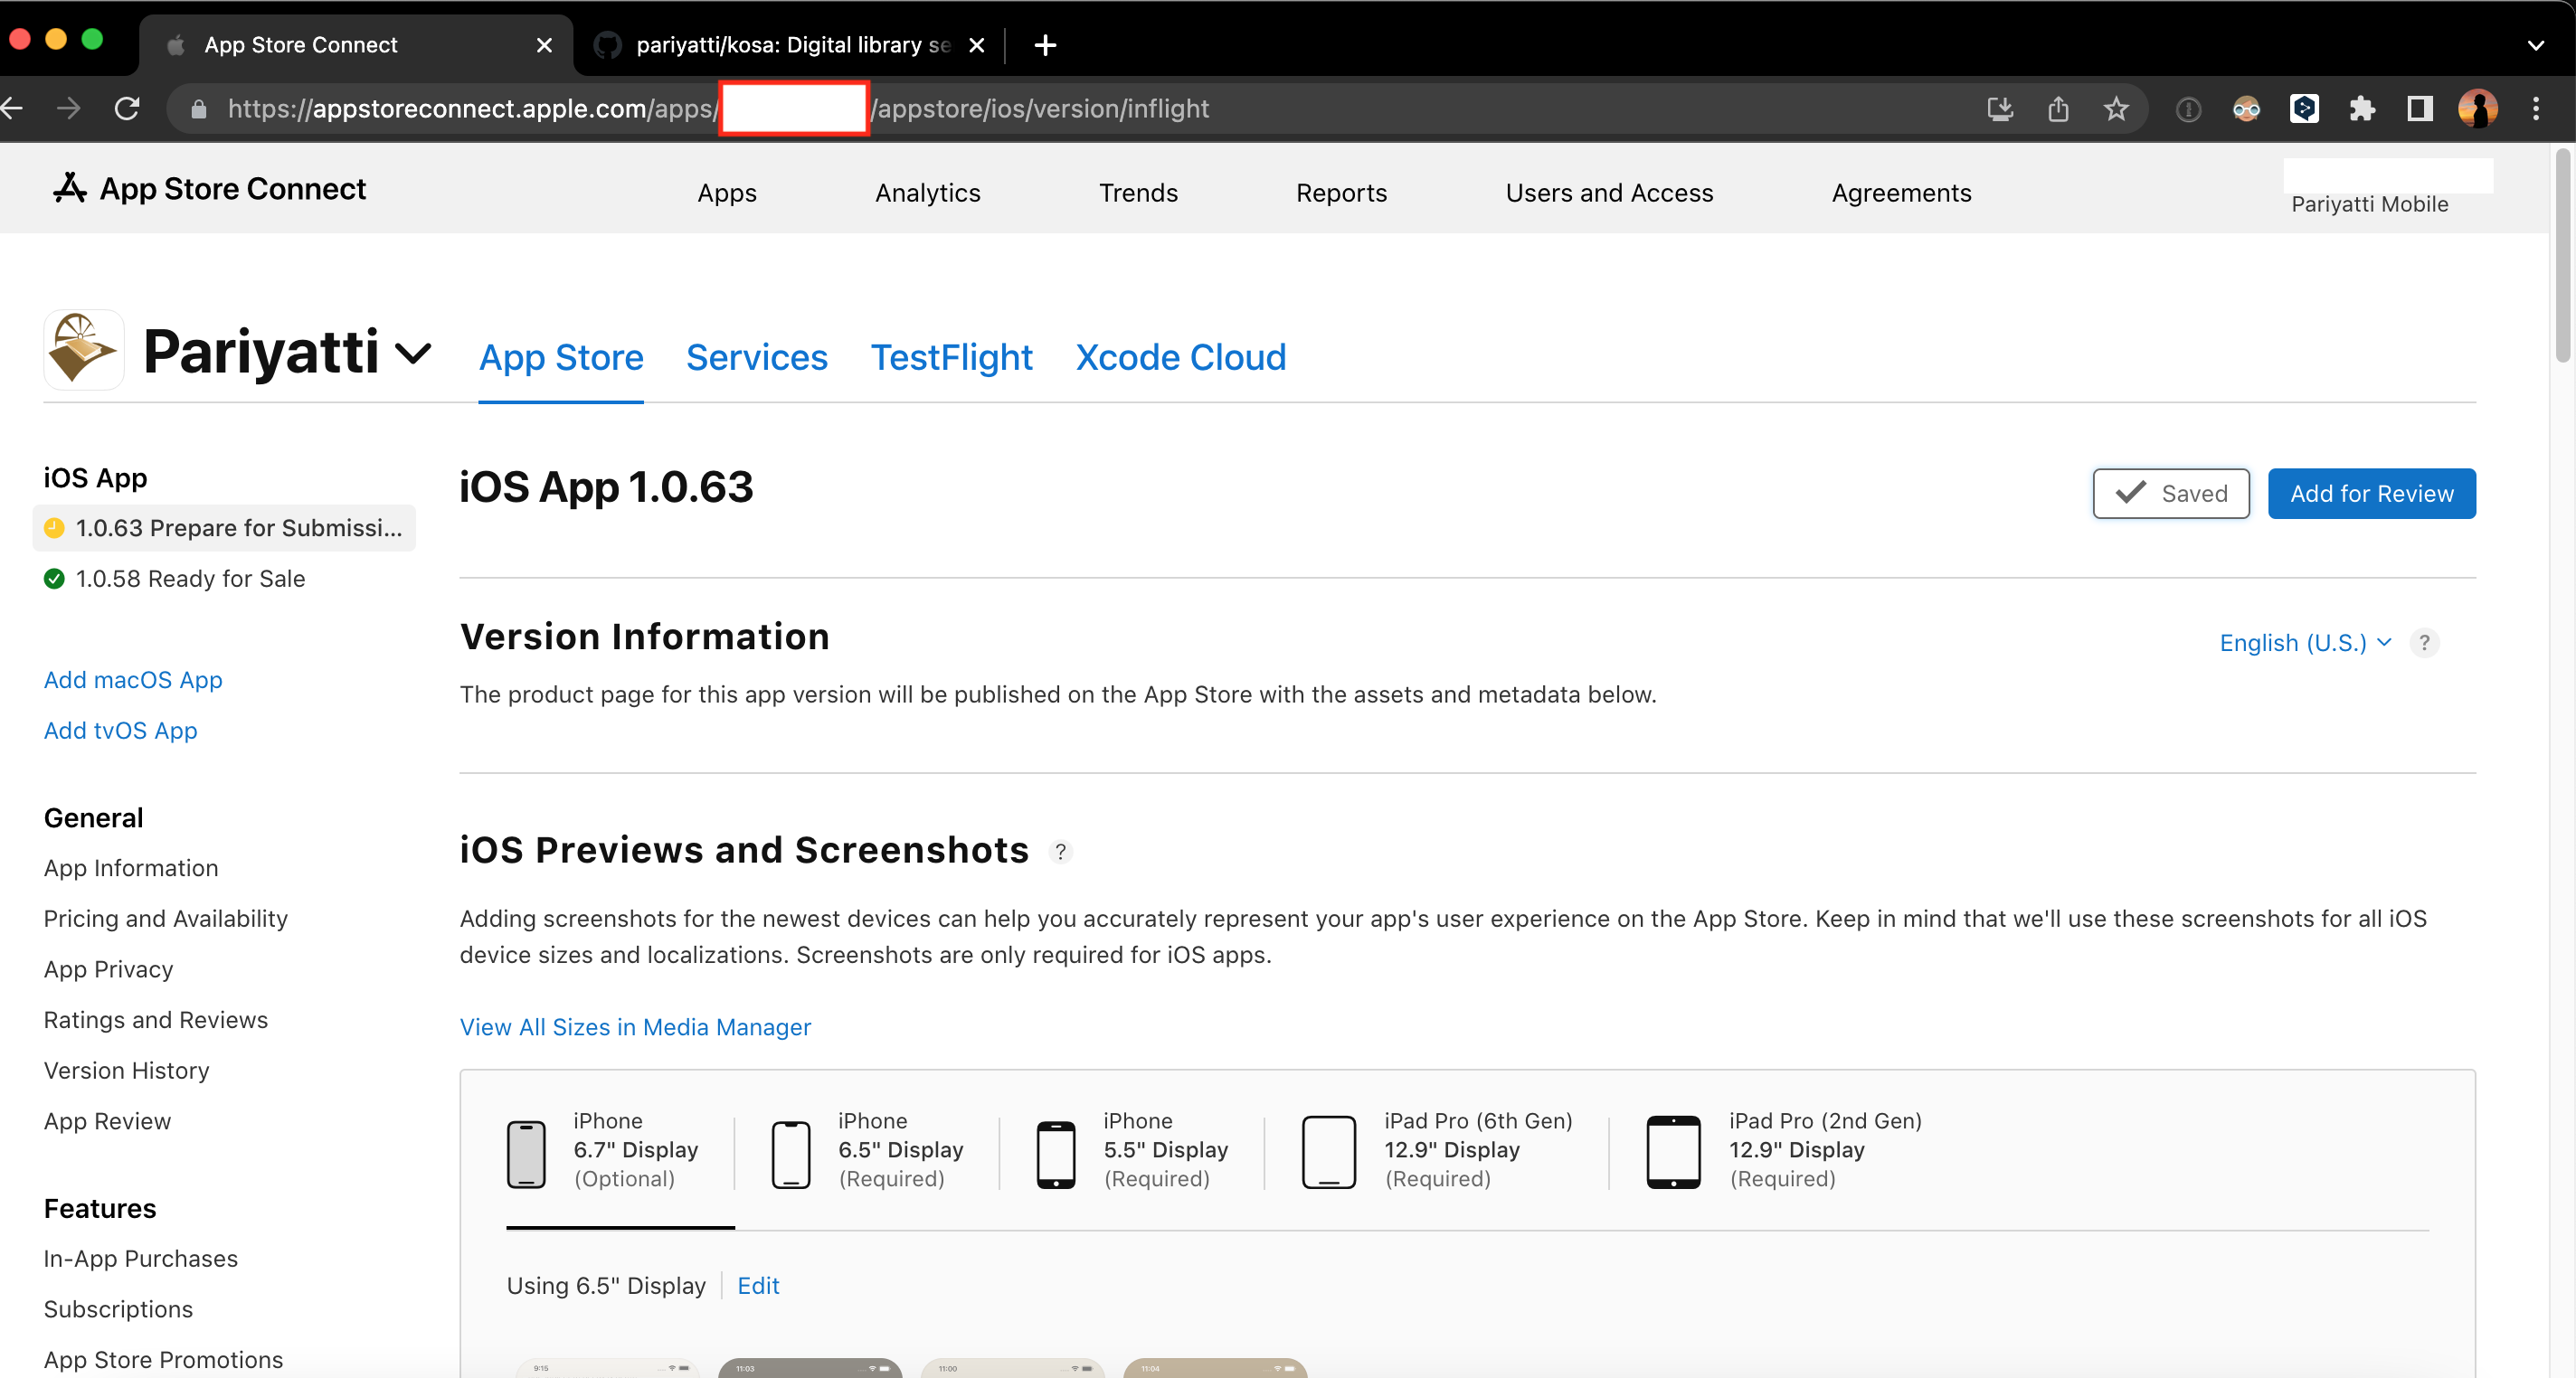 App Store Connect
pariyatti/kosa: Digital library se
https://appstoreconnect.apple.com/apps/
/appstore/ios/version/inflight
App Store Connect
Apps
Analytics
Trends
Reports
Users and Access
Agreements
Pariyatti Mobile
Pariyatti
App Store
Services
TestFlight
Xcode Cloud
iOS App
1.0.63 Prepare for Submissi...
1.0.58 Ready for Sale
Add macOS App
Add tvOS App
General
App Information
Pricing and Availability
App Privacy
Ratings and Reviews
Version History
App Review
Features
In-App Purchases
Subscriptions
App Store Promotions
iOS App 1.0.63
Saved
Add for Review
Version Information
English (U.S.)
?
The product page for this app version will be published on the App Store with the assets and metadata below.
iOS Previews and Screenshots
?
Adding screenshots for the newest devices can help you accurately represent your app's user experience on the App Store. Keep in mind that we'll use these screenshots for all iOS
device sizes and localizations. Screenshots are only required for iOS apps.
View All Sizes in Media Manager
iPhone
6.7" Display
(Optional)
iPhone
6.5" Display
(Required)
iPhone
5.5" Display
(Required)
iPad Pro (6th Gen)
12.9" Display
(Required)
iPad Pro (2nd Gen)
12.9" Display
(Required)
Using 6.5" Display
Edit
9:15
11:03
11:00
11:04